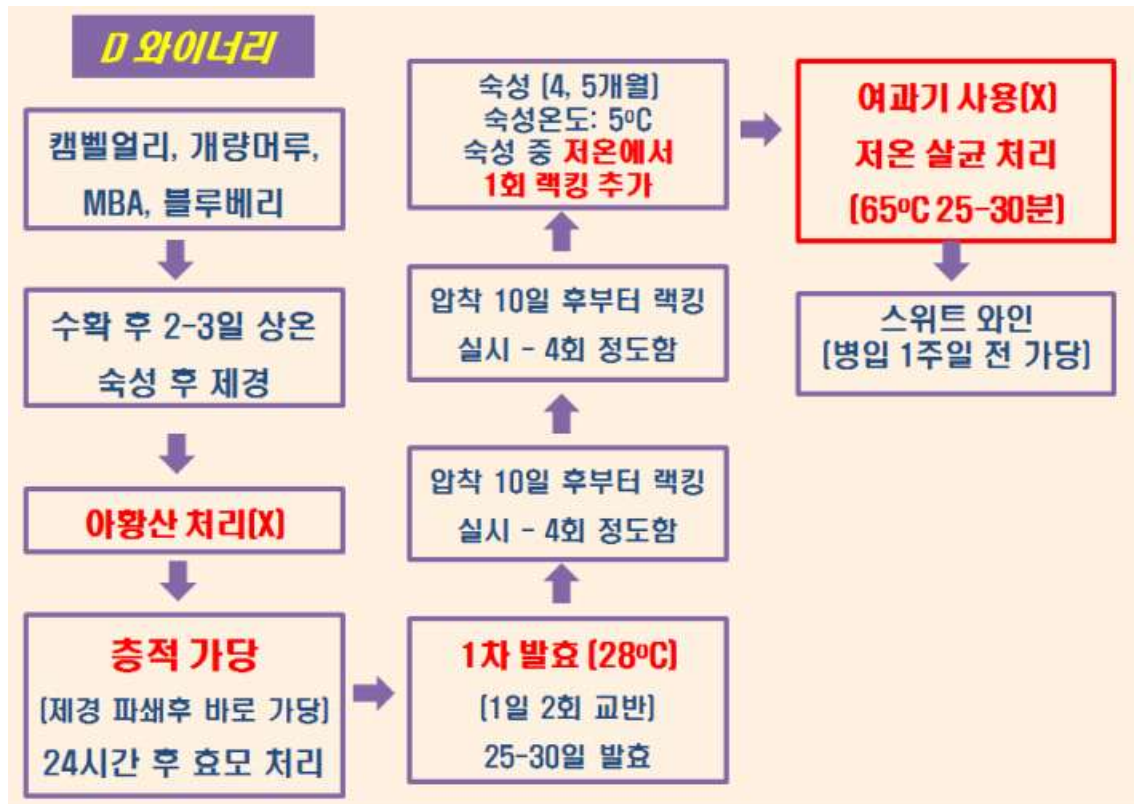 D 와이너리
캠벨얼리, 개량머루,
MBA, 블루베리
수확 후 2-3일 상온
숙성 후 제경
아황산 처리(X)
층적 가당
(제경 파쇄후 바로 가당)
24시간 후 효모 처리
1차 발효 (28ºC)
(1일 2회 교반)
25-30일 발효
압착 10일 후부터 랙킹
실시 - 4회 정도함
압착 10일 후부터 랙킹
실시 - 4회 정도함
숙성 (4, 5개월)
숙성온도: 5ºC
숙성 중 저온에서
1회 랙킹 추가
여과기 사용(X)
저온 살균 처리
(65ºC 25-30분)
스위트 와인
(병입 1주일 전 가당)